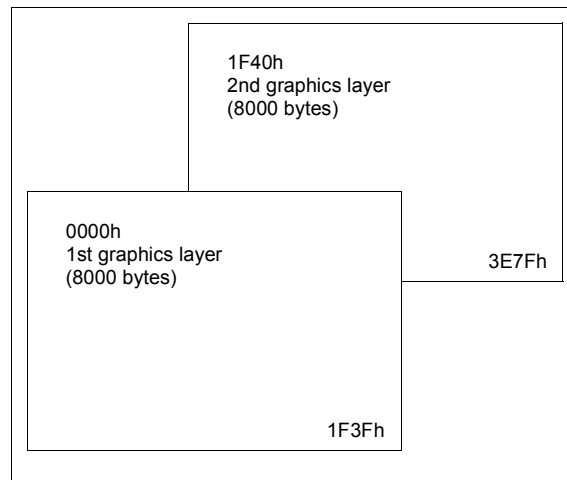 1F40h
2nd graphics layer
(8000 bytes)
3E7Fh
0000h
1st graphics layer
(8000 bytes)
1F3Fh